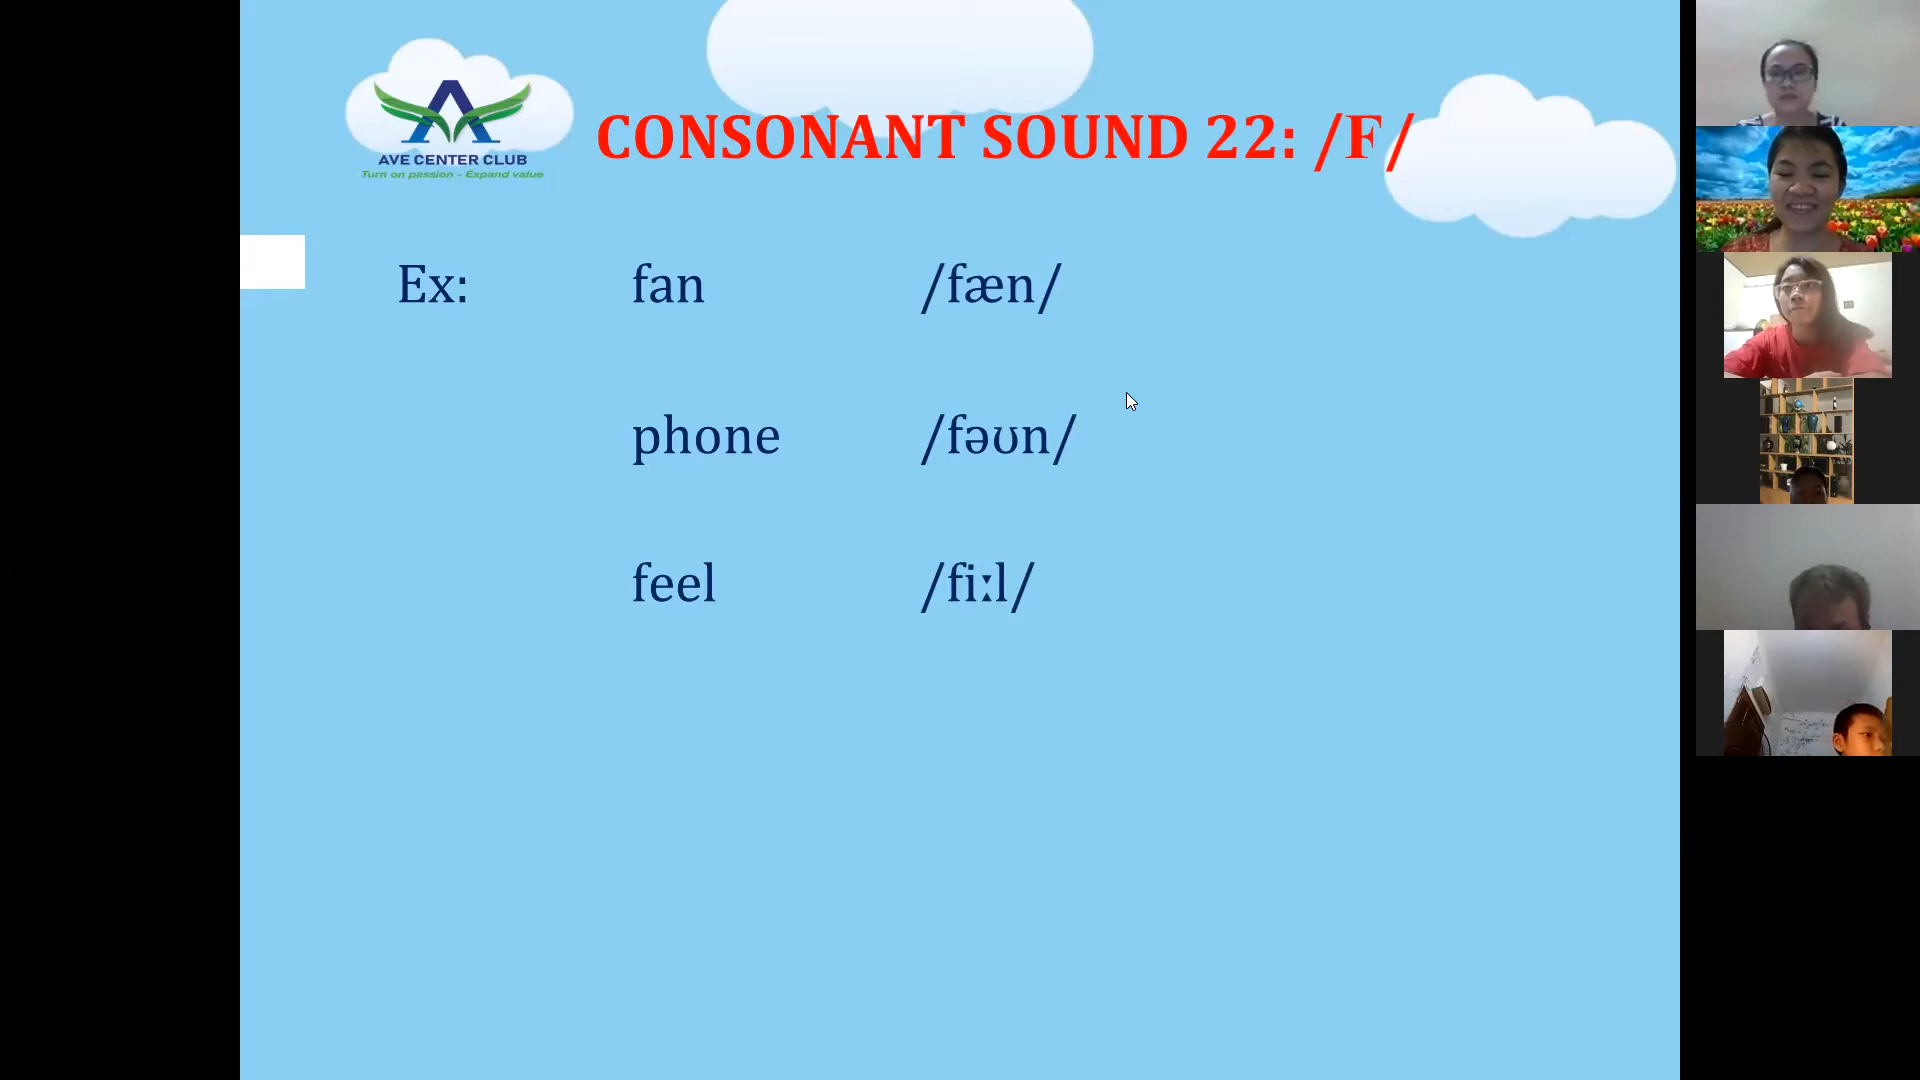 AVE CENTER CLUB
Turn on passion – Expand value
CONSONANT SOUND 22: /F/
Ex: fan /fæn/
phone /fəʊn/
feel /fiːl/